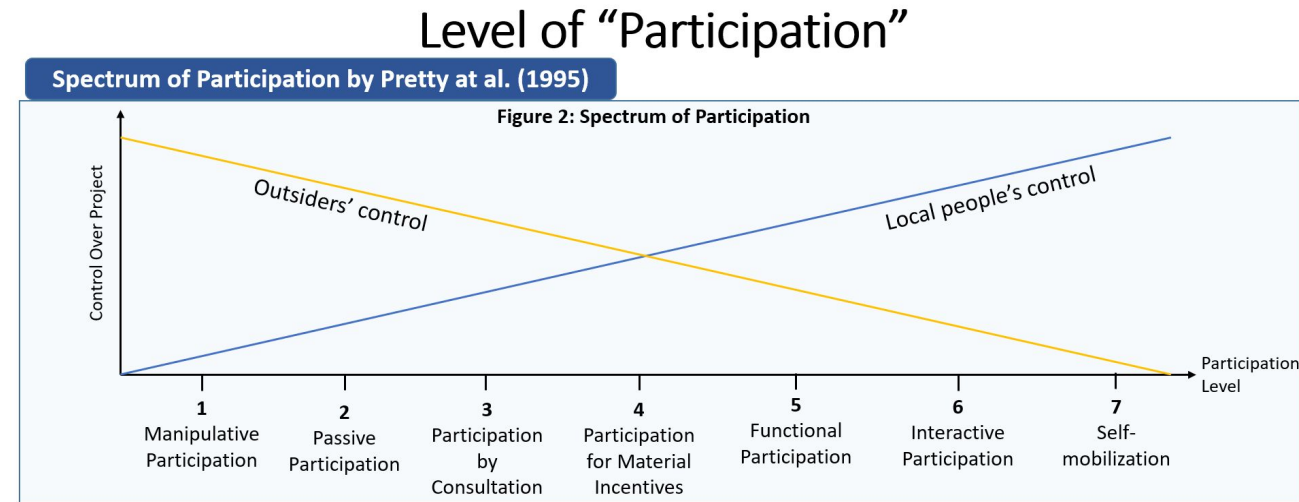 Level of “Participation”
Spectrum of Participation by Pretty at al. (1995)
Figure 2: Spectrum of Participation
Control Over Project
Outsiders’ control
Local people’s control
Participation
Level
1
Manipulative
Participation
2
Passive
Participation
3
Participation
by
Consultation
4
Participation
for Material
Incentives
5
Functional
Participation
6
Interactive
Participation
7
Self-
mobilization